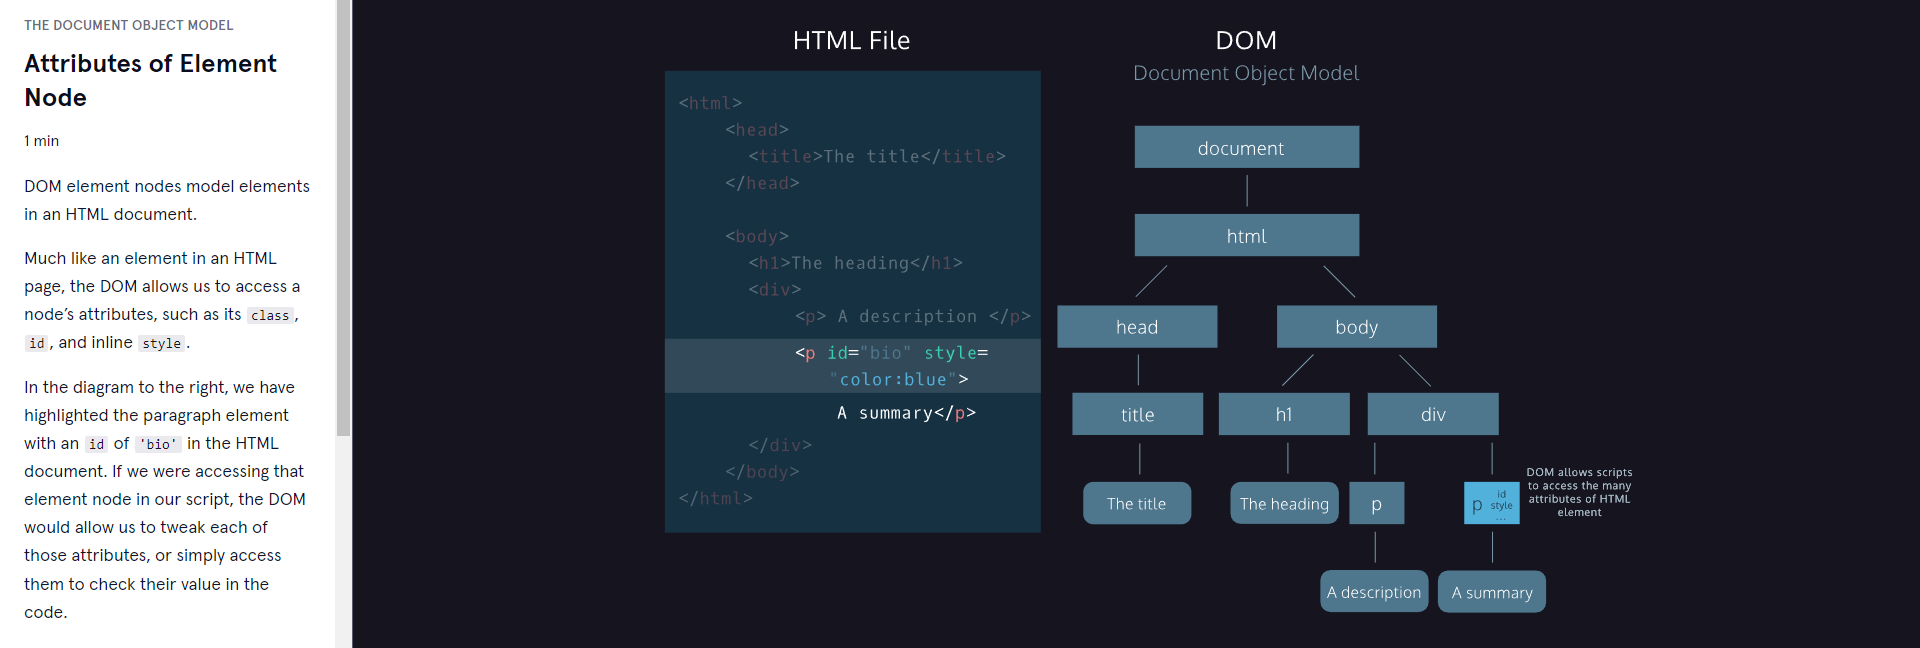 THE DOCUMENT OBJECT MODEL
Attributes of Element
Node
1 min
DOM element nodes model elements
in an HTML document.
Much like an element in an HTML
page, the DOM allows us to access a
node’s attributes, such as its class,
id, and inline style.
In the diagram to the right, we have
highlighted the paragraph element
with an id of 'bio' in the HTML
document. If we were accessing that
element node in our script, the DOM
would allow us to tweak each of
those attributes, or simply access
them to check their value in the
code.
HTML File
<html>
<head>
<title>The title</title>
</head>
<body>
<h1>The heading</h1>
<div>
<p> A description </p>
<p id="bio" style=
"color:blue">
A summary</p>
</div>
</body>
</html>
DOM
Document Object Model
document
html
head
body
title
h1
div
The title
The heading
p
p
id
style
...
DOM allows scripts
to access the many
attributes of HTML
element
A description
A summary